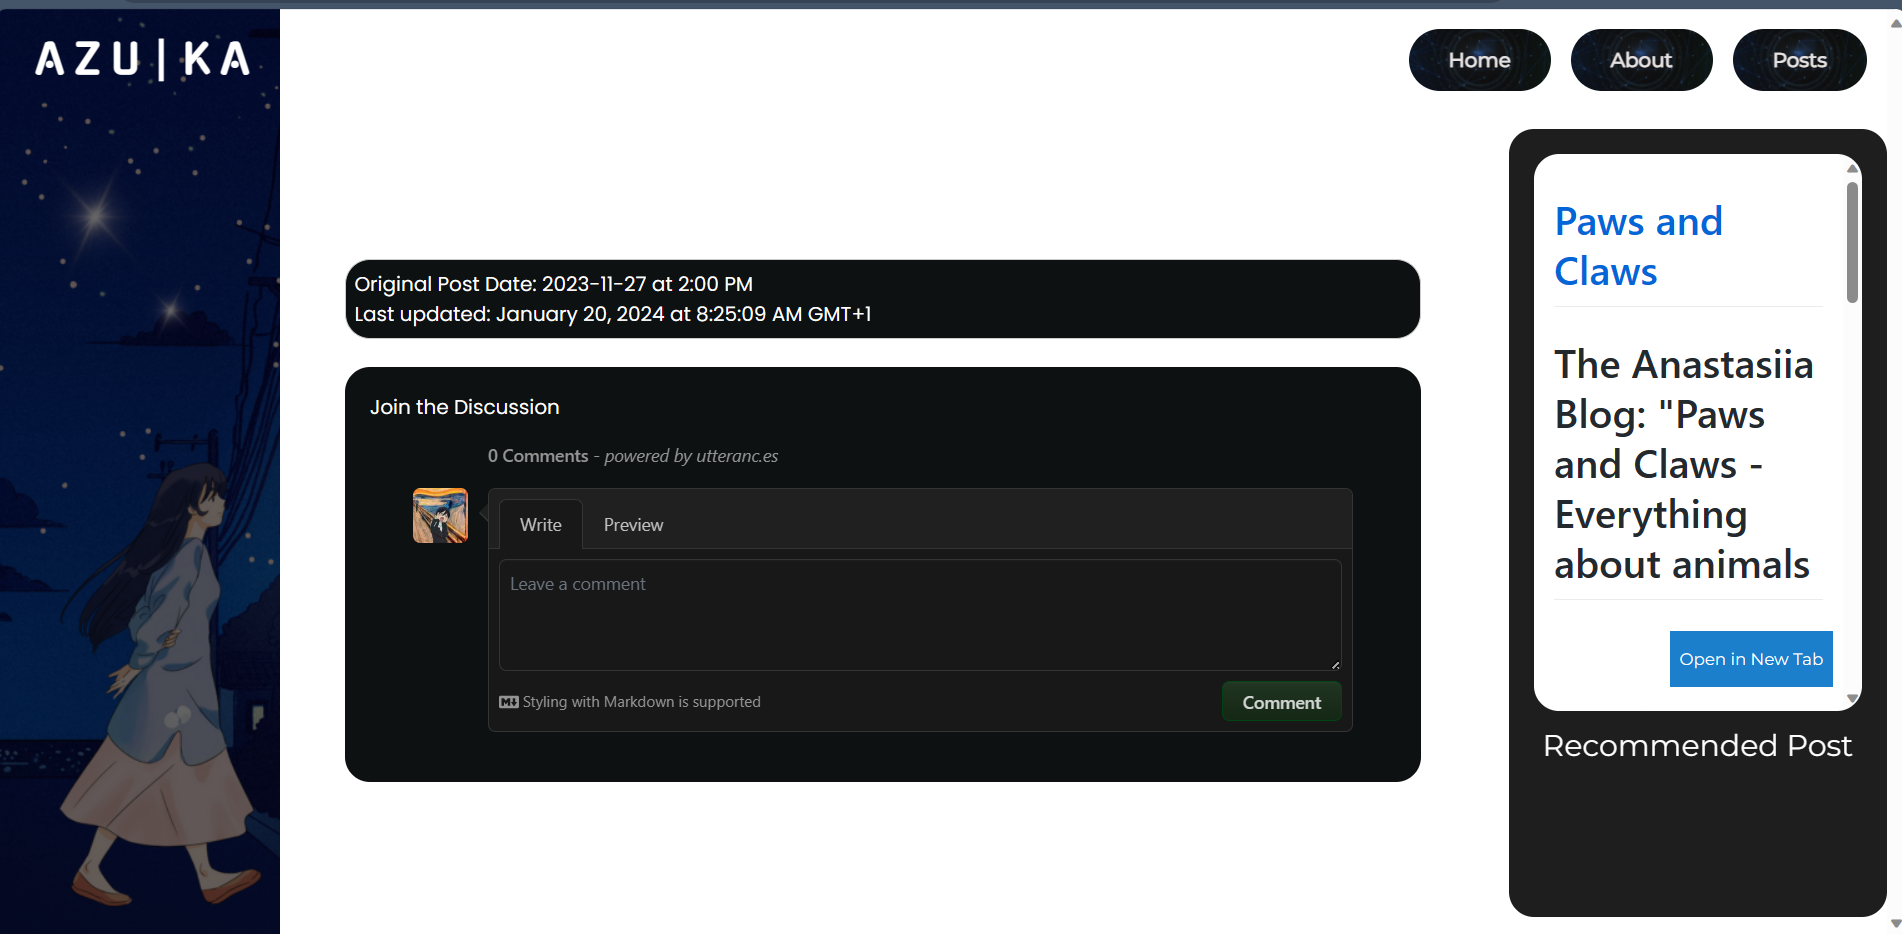 AZU|KA
Home
About
Posts
Original Post Date: 2023-11-27 at 2:00 PM
Last updated: January 20, 2024 at 8:25:09 AM GMT+1
Join the Discussion
0 Comments - powered by utteranc.es
Write
Preview
Leave a comment
Styling with Markdown is supported
Comment
Paws and
Claws
The Anastasiia
Blog: "Paws
and Claws -
Everything
about animals
Open in New Tab
Recommended Post